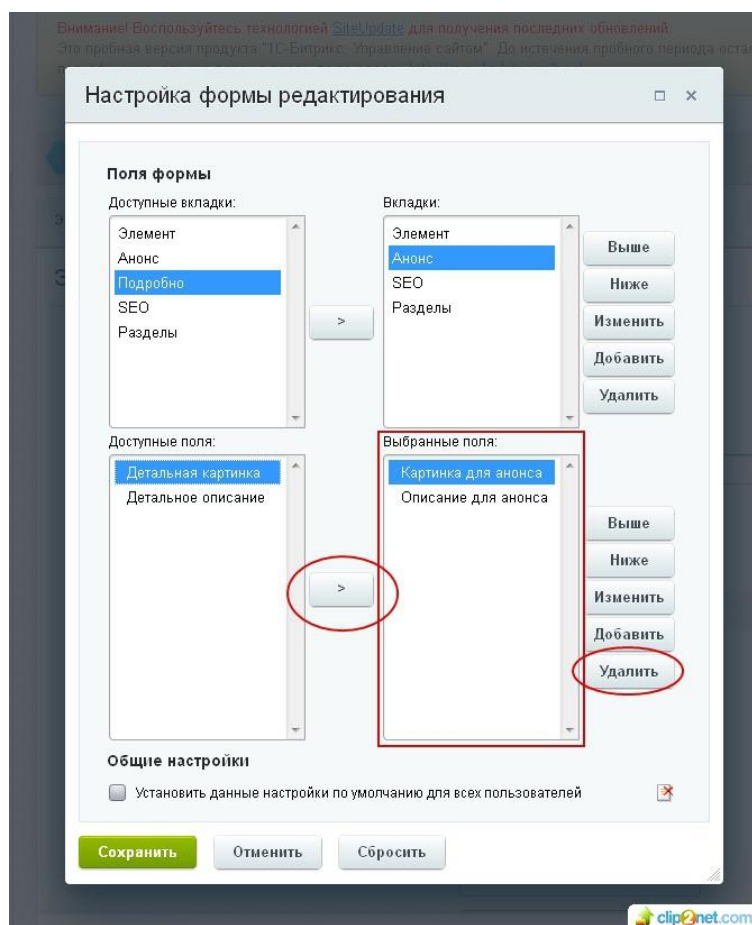 Внимание! Воспользуйтесь технологией SiteUpdate для получения последних обновлений.
Это пробная версия продукта "1С-Битрикс: Управление сайтом". До истечения пробного периода оста
Настройка формы редактирования
Поля формы
Доступные вкладки:
Вкладки:
Элемент
Анонс
Подробно
SEO
Разделы
>
Элемент
Анонс
SEO
Разделы
Выше
Ниже
Изменить
Добавить
Удалить
Доступные поля:
Выбранные поля:
Детальная картинка
Детальное описание
>
Картинка для анонса
Описание для анонса
Выше
Ниже
Изменить
Добавить
Удалить
Общие настройки
Установить данные настройки по умолчанию для всех пользователей
Сохранить
Отменить
Сбросить
clip2net.com